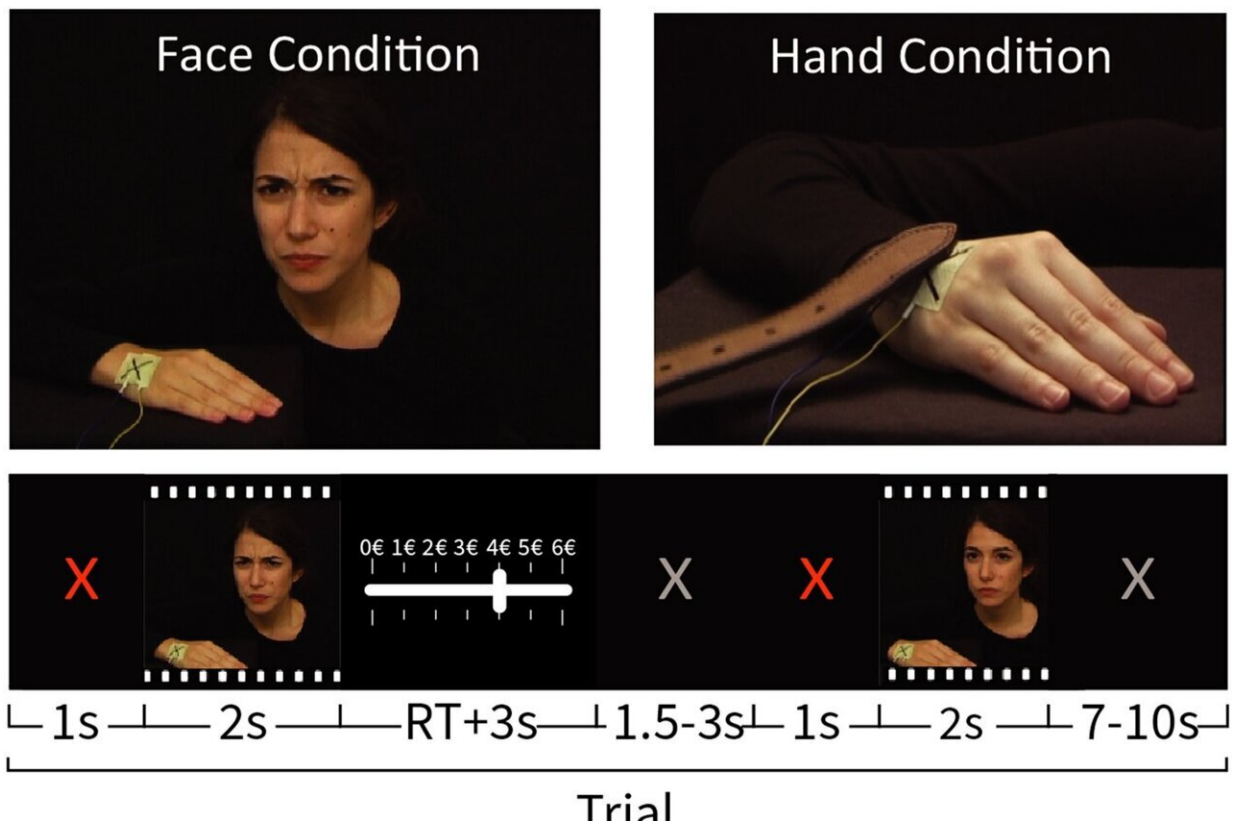 Face Condition
Hand Condition
X
0€ 1€ 2€ 3€ 4€ 5€ 6€
X
X
X
1s
2s
RT+3s
1.5-3s
1s
2s
7-10s
Trial